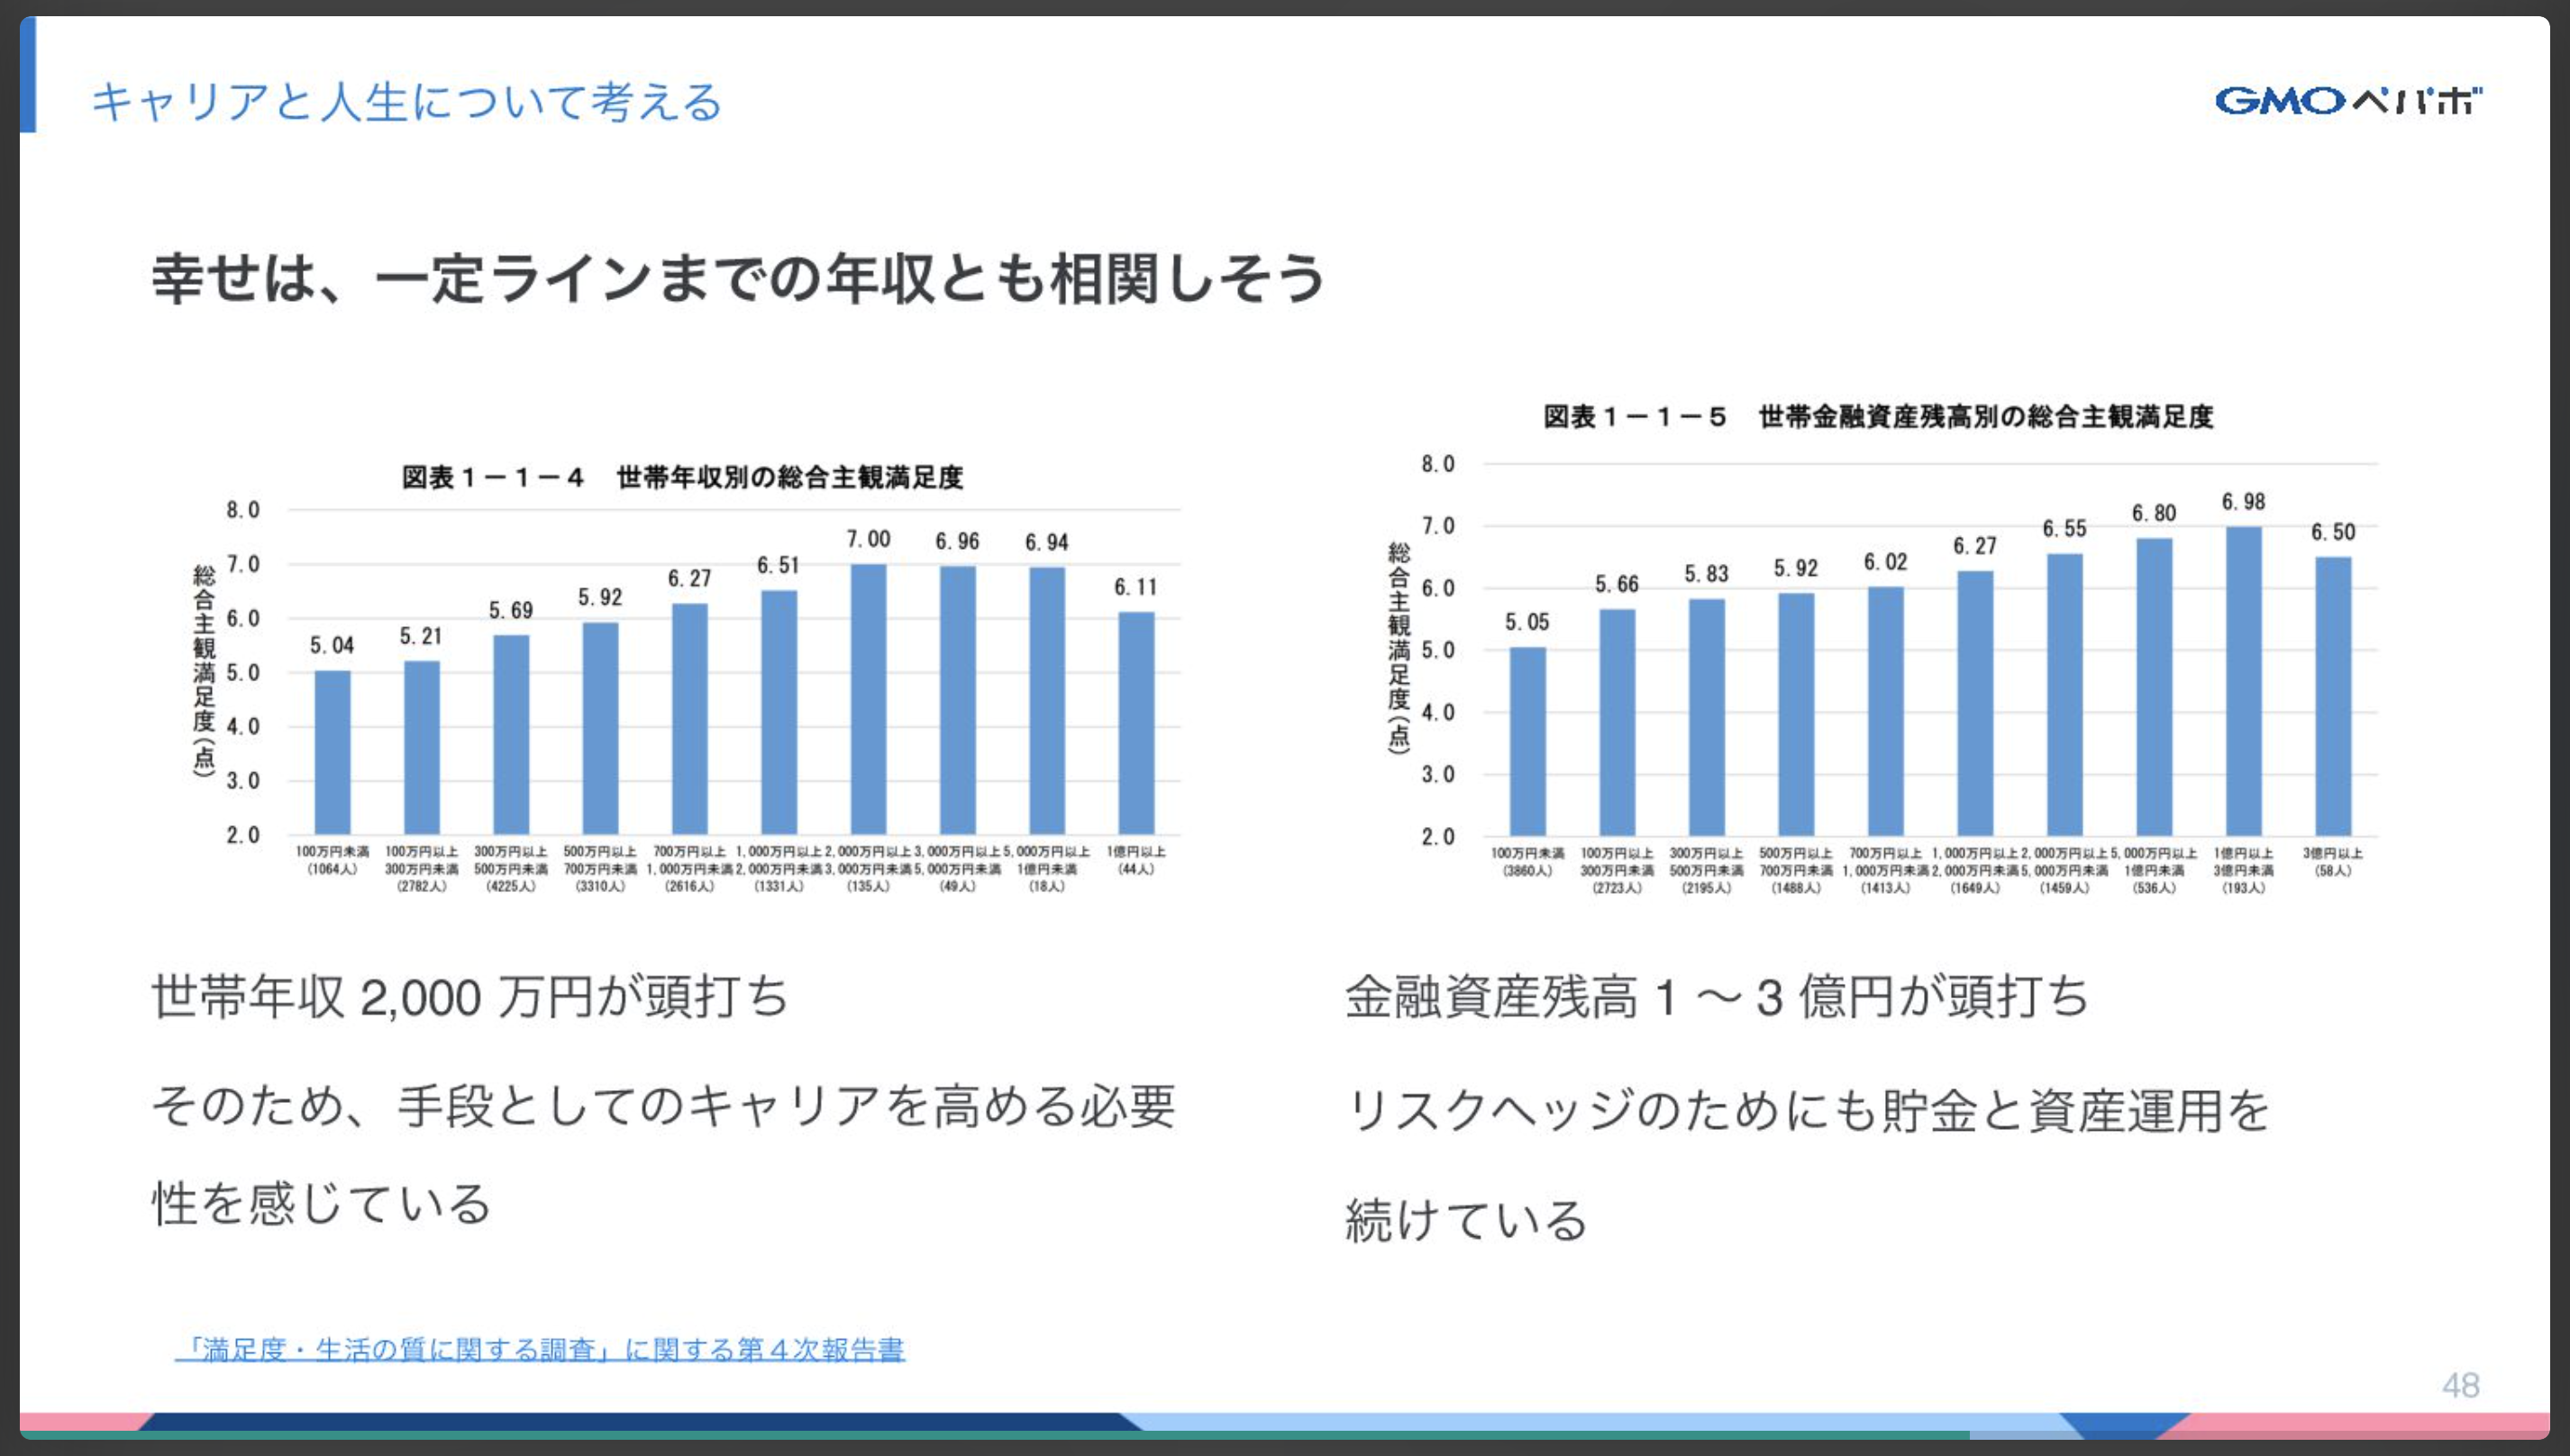 キャリアと人生について考える
GMOペパボ
幸せは、一定ラインまでの年収とも相関しそう
図表１－１－４　世帯年収別の総合主観満足度
総合主観満足度（点）
8.0
7.0
6.0
5.0
4.0
3.0
2.0
5.04
5.21
5.69
5.92
6.27
6.51
7.00
6.96
6.94
6.11
100万円未満
(1064人)
100万円以上
300万円未満
(2782人)
300万円以上
500万円未満
(4225人)
500万円以上
700万円未満
(3310人)
700万円以上
1,000万円未満
(2616人)
1,000万円以上
2,000万円未満
(1331人)
2,000万円以上
3,000万円未満
(135人)
3,000万円以上
5,000万円未満
(49人)
5,000万円以上
1億円未満
(18人)
1億円以上
(44人)
世帯年収 2,000 万円が頭打ち
そのため、手段としてのキャリアを高める必要
性を感じている
図表１－１－５　世帯金融資産残高別の総合主観満足度
総合主観満足度（点）
8.0
7.0
6.0
5.0
4.0
3.0
2.0
5.05
5.66
5.83
5.92
6.02
6.27
6.55
6.80
6.98
6.50
100万円未満
(3860人)
100万円以上
300万円未満
(2723人)
300万円以上
500万円未満
(2195人)
500万円以上
700万円未満
(1488人)
700万円以上
1,000万円未満
(1413人)
1,000万円以上
2,000万円未満
(1649人)
2,000万円以上
5,000万円未満
(1459人)
5,000万円以上
1億円未満
(536人)
1億円以上
3億円未満
(193人)
3億円以上
(58人)
金融資産残高 1 〜 3 億円が頭打ち
リスクヘッジのためにも貯金と資産運用を
続けている
「満足度・生活の質に関する調査」に関する第４次報告書
48